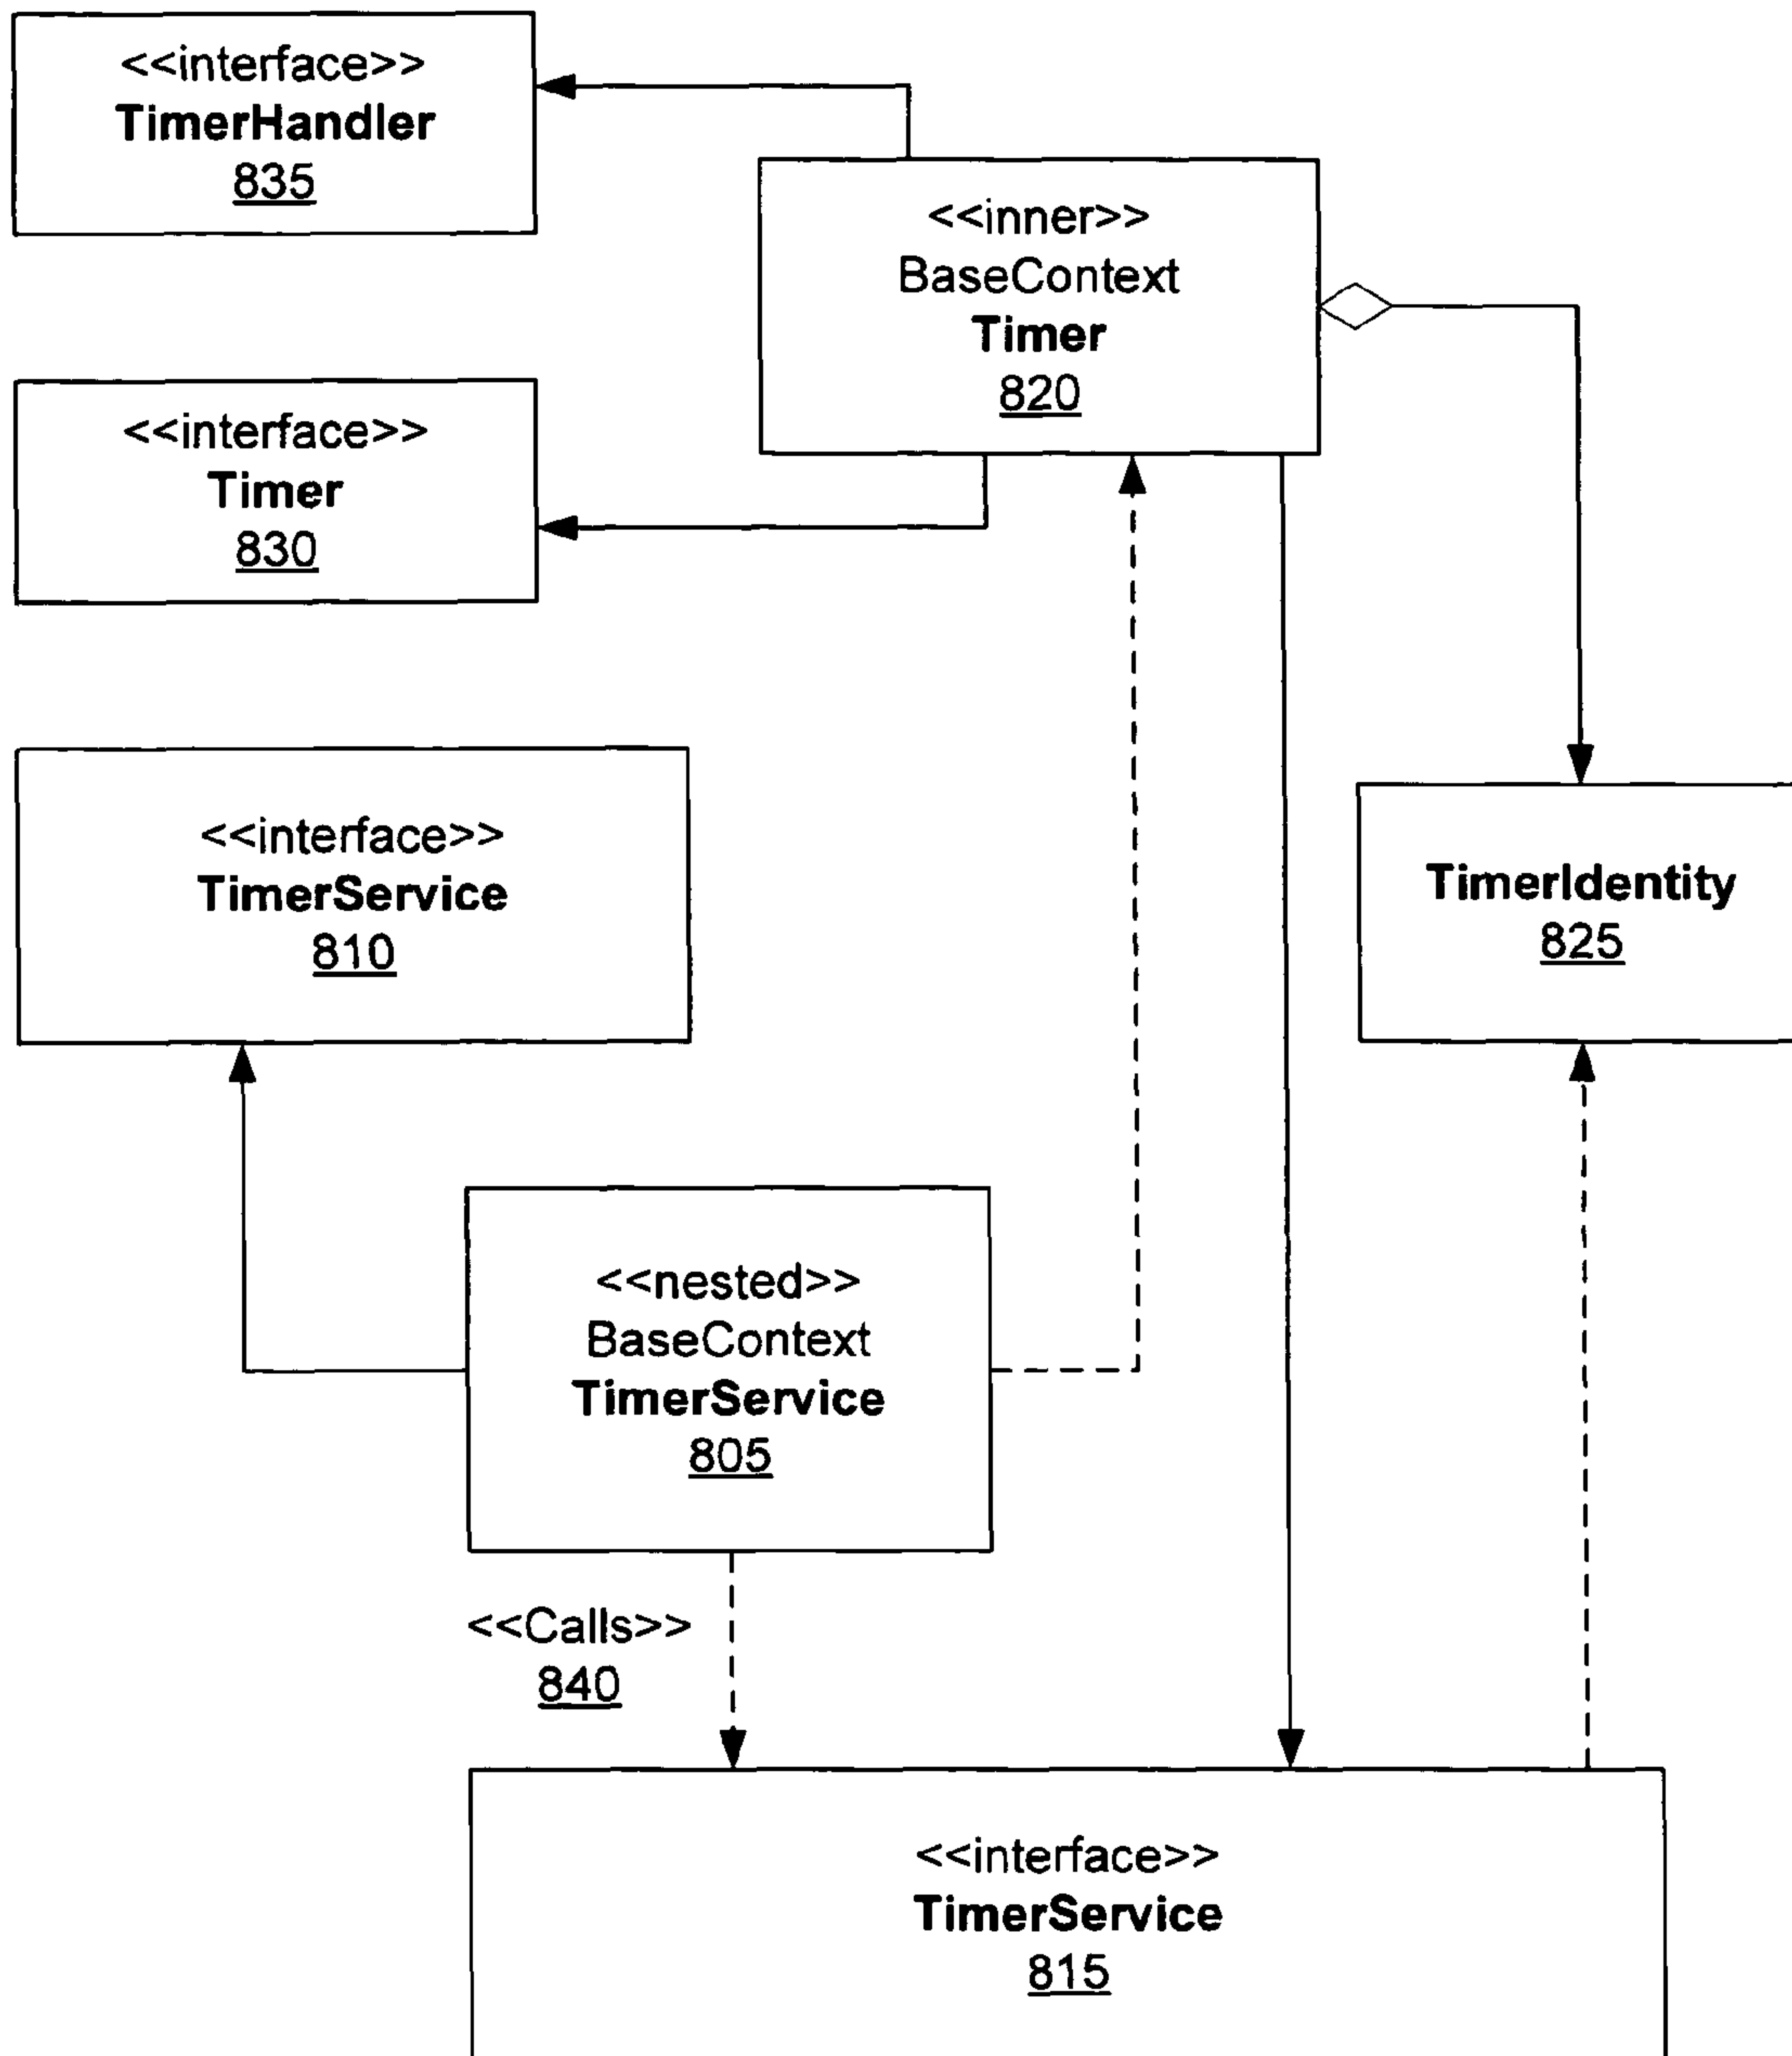 <<interface>>
TimerHandler
835
<<inner>>
BaseContext
Timer
820
<<interface>>
Timer
830
<<interface>>
TimerService
810
TimerIdentity
825
<<nested>>
BaseContext
TimerService
805
<<Calls>>
840
<<interface>>
TimerService
815